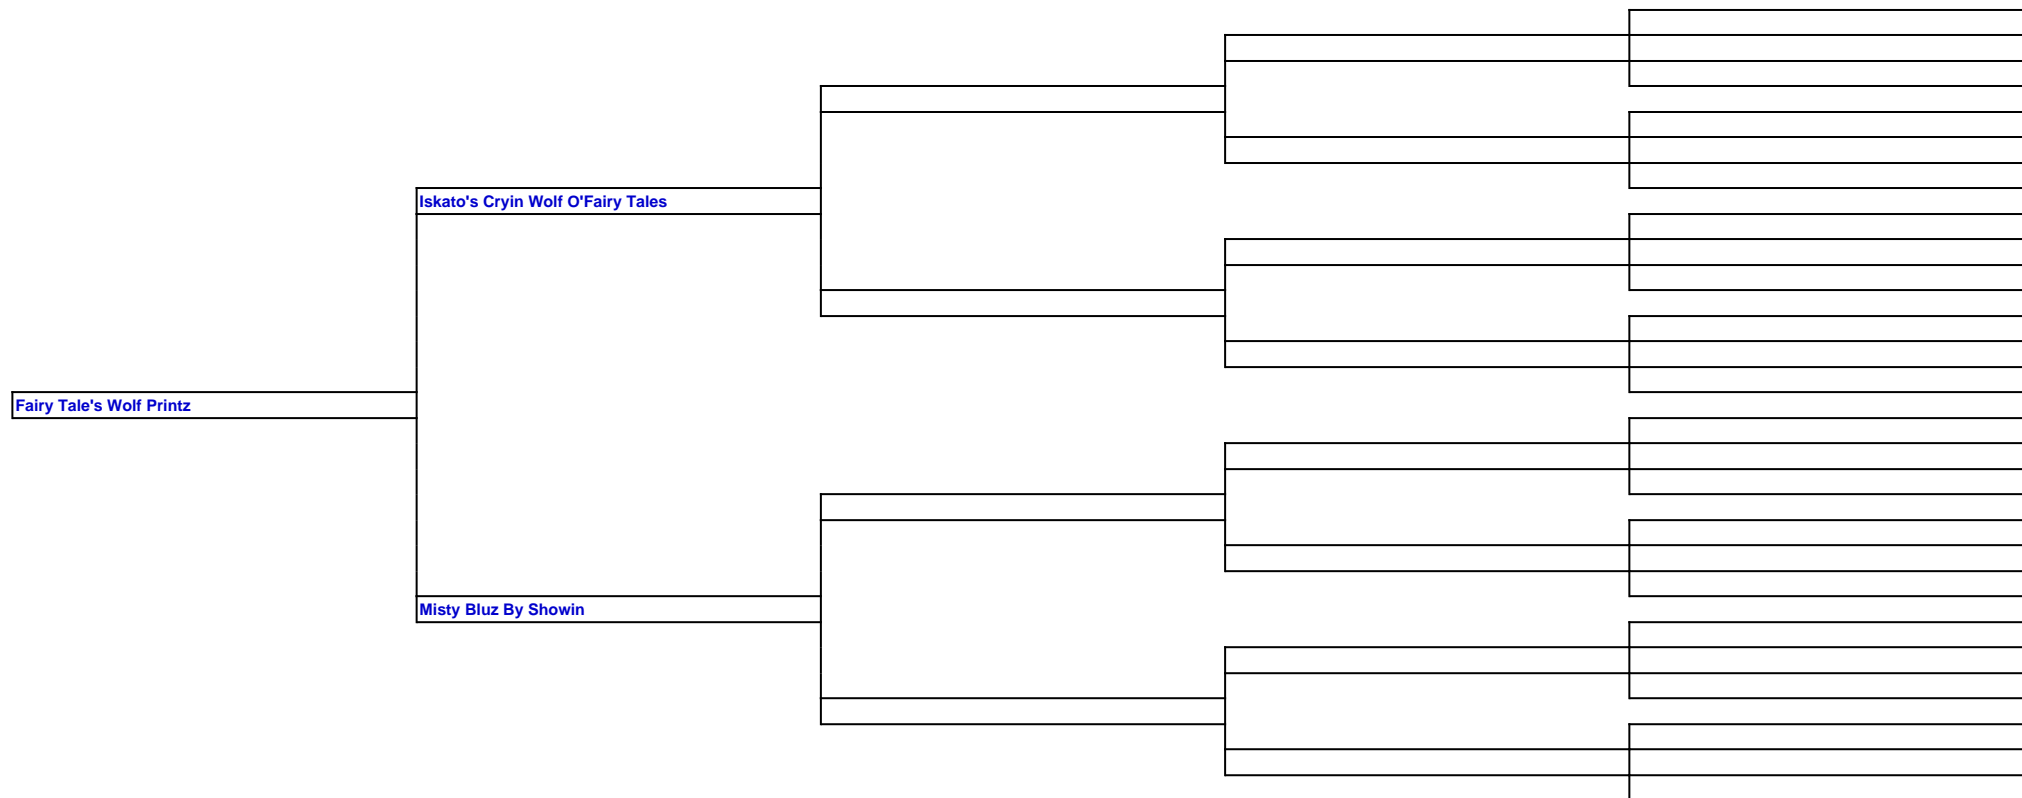 Iskato's Cryin Wolf O'Fairy Tales
Fairy Tale's Wolf Printz
Misty Bluz By Showin